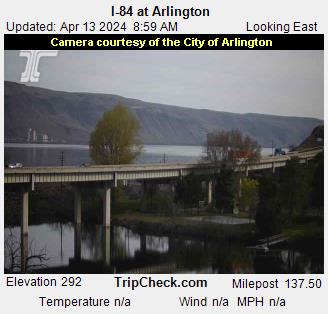 I-84 at Arlington
Updated: Apr 13 2024 8:59 AM Looking East
Camera courtesy of the City of Arlington
Elevation 292 TripCheck.com Milepost 137.50
Temperature n/a Wind n/a MPH n/a